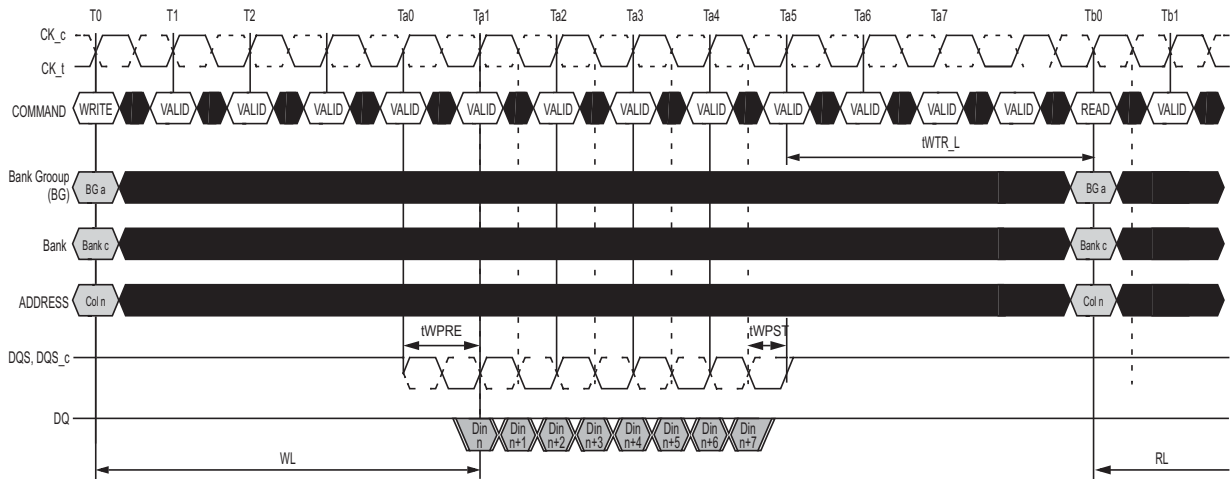 T0 T1 T2 Ta0 Ta1 Ta2 Ta3 Ta4 Ta5 Ta6 Ta7 Tb0 Tb1
CK_c
CK_t
COMMAND WRITE VALID VALID VALID VALID VALID VALID VALID VALID VALID VALID VALID VALID READ VALID
tWTR_L
Bank Grooup
(BG)
BG a BG a
Bank Bank c Bank c
ADDRESS Col n Col n
tWPRE tWPST
DQS, DQS_c
DQ
Din Din Din Din Din Din Din Din
n n+1 n+2 n+3 n+4 n+5 n+6 n+7
WL RL